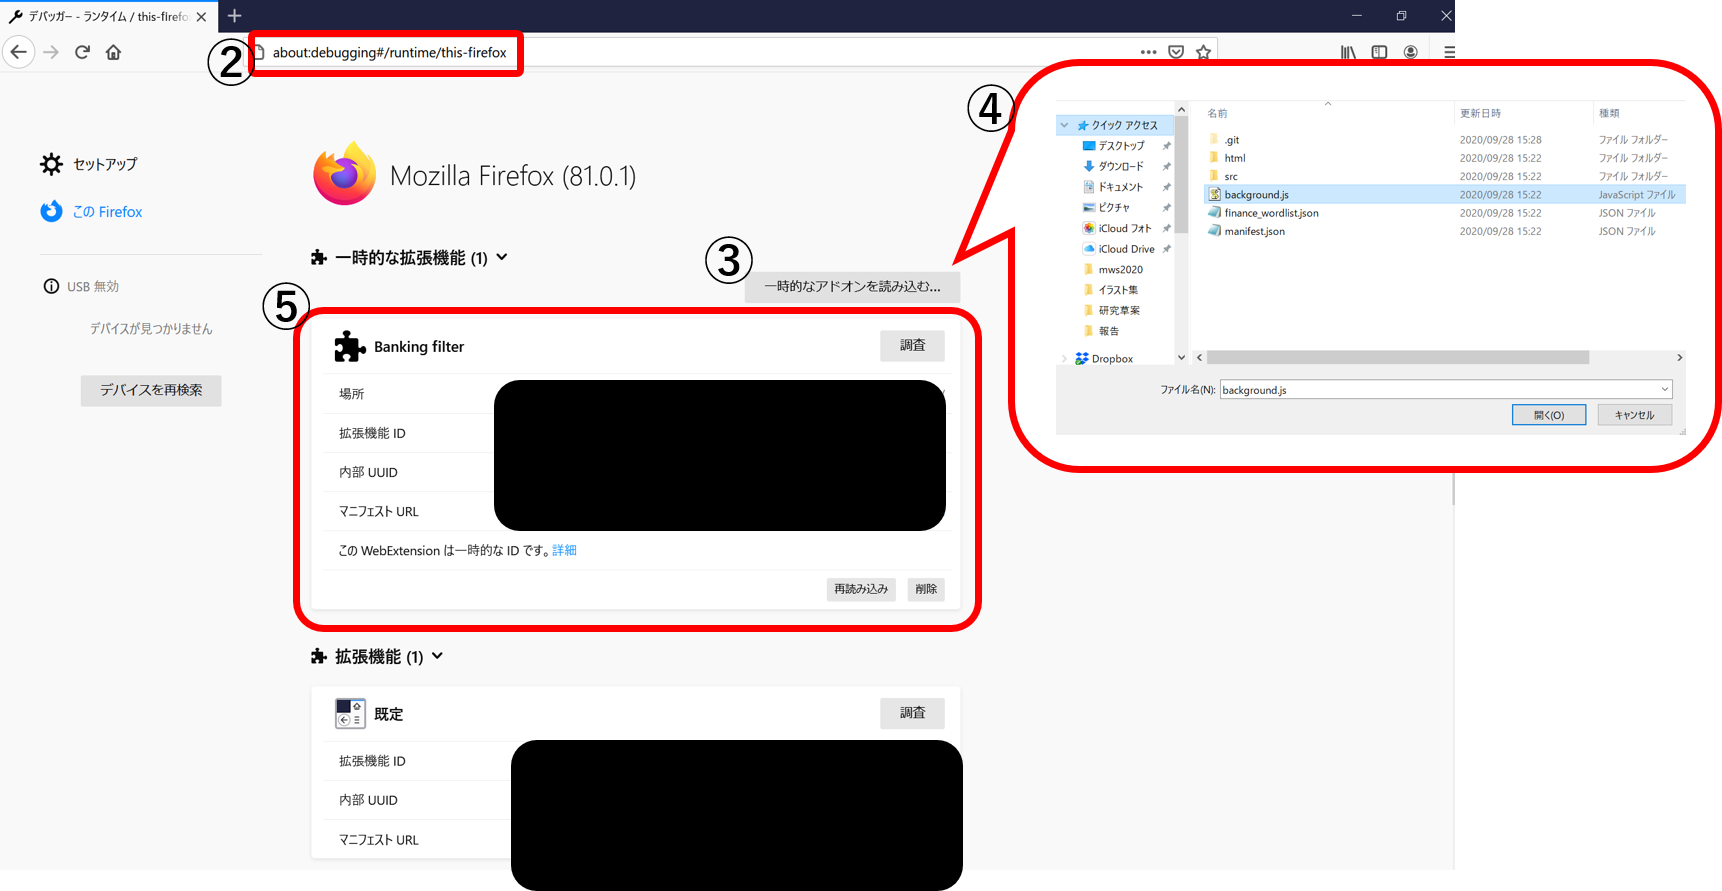 デバッガー - ランタイム / this-firefo
② about:debugging#/runtime/this-firefox
セットアップ
この Firefox
USB 無効
デバイスが見つかりません
デバイスを再検索
Mozilla Firefox (81.0.1)
一時的な拡張機能 (1)
③
一時的なアドオンを読み込む...
⑤
Banking filter
調査
場所
拡張機能 ID
内部 UUID
マニフェスト URL
この WebExtension は一時的な ID です。詳細
再読み込み
削除
拡張機能 (1)
既定
調査
拡張機能 ID
内部 UUID
マニフェスト URL
④
クイック アクセス
デスクトップ
ダウンロード
ドキュメント
ピクチャ
iCloud フォト
iCloud Drive
mws2020
イラスト集
研究草案
報告
Dropbox
名前 更新日時 種類
.git 2020/09/28 15:28 ファイル フォルダー
html 2020/09/28 15:22 ファイル フォルダー
src 2020/09/28 15:22 ファイル フォルダー
background.js 2020/09/28 15:22 JavaScript ファイル
finance_wordlist.json 2020/09/28 15:22 JSON ファイル
manifest.json 2020/09/28 15:22 JSON ファイル
ファイル名(N): background.js
開く(O)
キャンセル